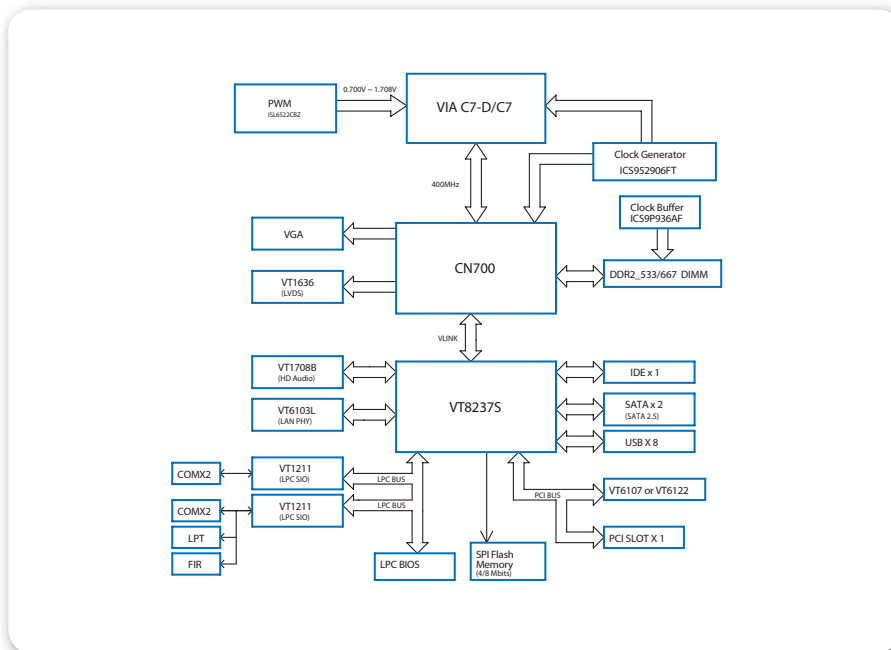 0.700V ~ 1.708V
PWM
ISL6522CBZ
VIA C7-D/C7
Clock Generator
ICS952906FT
400MHz
Clock Buffer
ICS9P936AF
VGA
CN700
DDR2_533/667 DIMM
VT1636
(LVDS)
VLINK
VT1708B
(HD Audio)
IDE x 1
VT8237S
SATA x 2
(SATA 2.5)
VT6103L
(LAN PHY)
USB X 8
COMX2
VT1211
(LPC SIO)
LPC BUS
VT6107 or VT6122
PCI BUS
COMX2
VT1211
(LPC SIO)
LPC BUS
LPT
PCI SLOT X 1
FIR
LPC BIOS
SPI Flash
Memory
(4/8 Mbits)